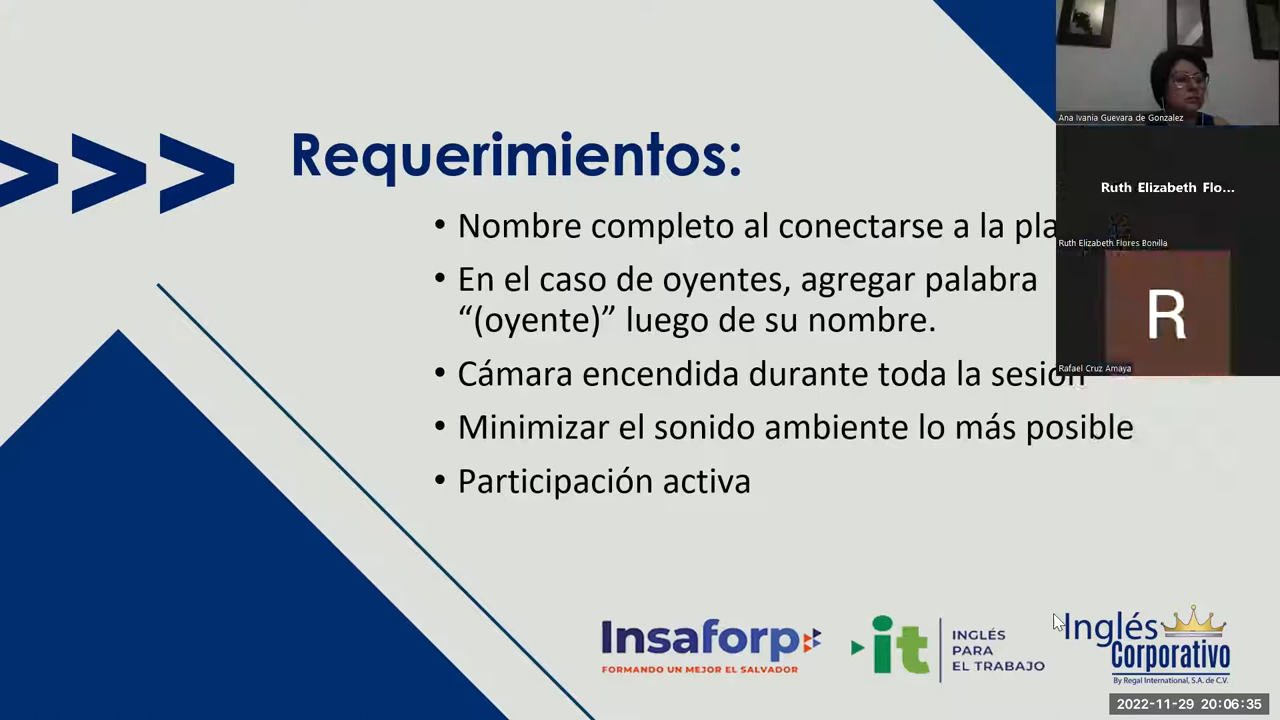 >>> Requerimientos:
• Nombre completo al conectarse a la
• En el caso de oyentes, agregar palabra
“(oyente)” luego de su nombre.
• Cámara encendida durante toda la sesión
• Minimizar el sonido ambiente lo más posible
• Participación activa
Ana Ivania Guevara de Gonzalez
Ruth Elizabeth Flo...
Ruth Elizabeth Flores Bonilla
R
Rafael Cruz Amaya
Insaforp
FORMANDO UN MEJOR EL SALVADOR
it
INGLÉS
PARA
EL TRABAJO
Inglés
Corporativo
By Regal International, S.A. de C.V.
2022-11-29 20:06:35